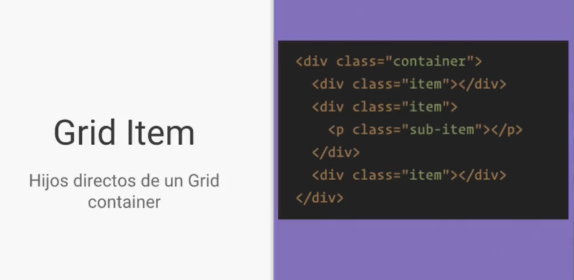 Grid Item
Hijos directos de un Grid
container
<div class="container">
  <div class="item"></div>
  <div class="item">
    <p class="sub-item"></p>
  </div>
  <div class="item"></div>
</div>